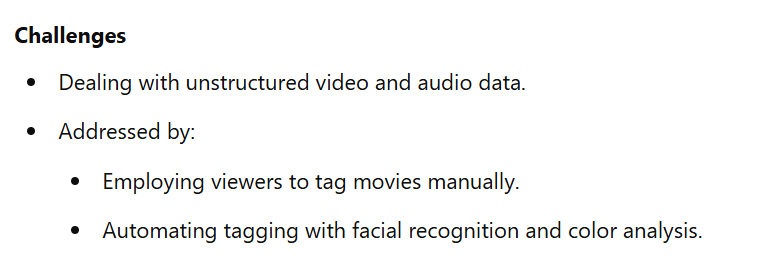 Challenges
• Dealing with unstructured video and audio data.
• Addressed by:
• Employing viewers to tag movies manually.
• Automating tagging with facial recognition and color analysis.